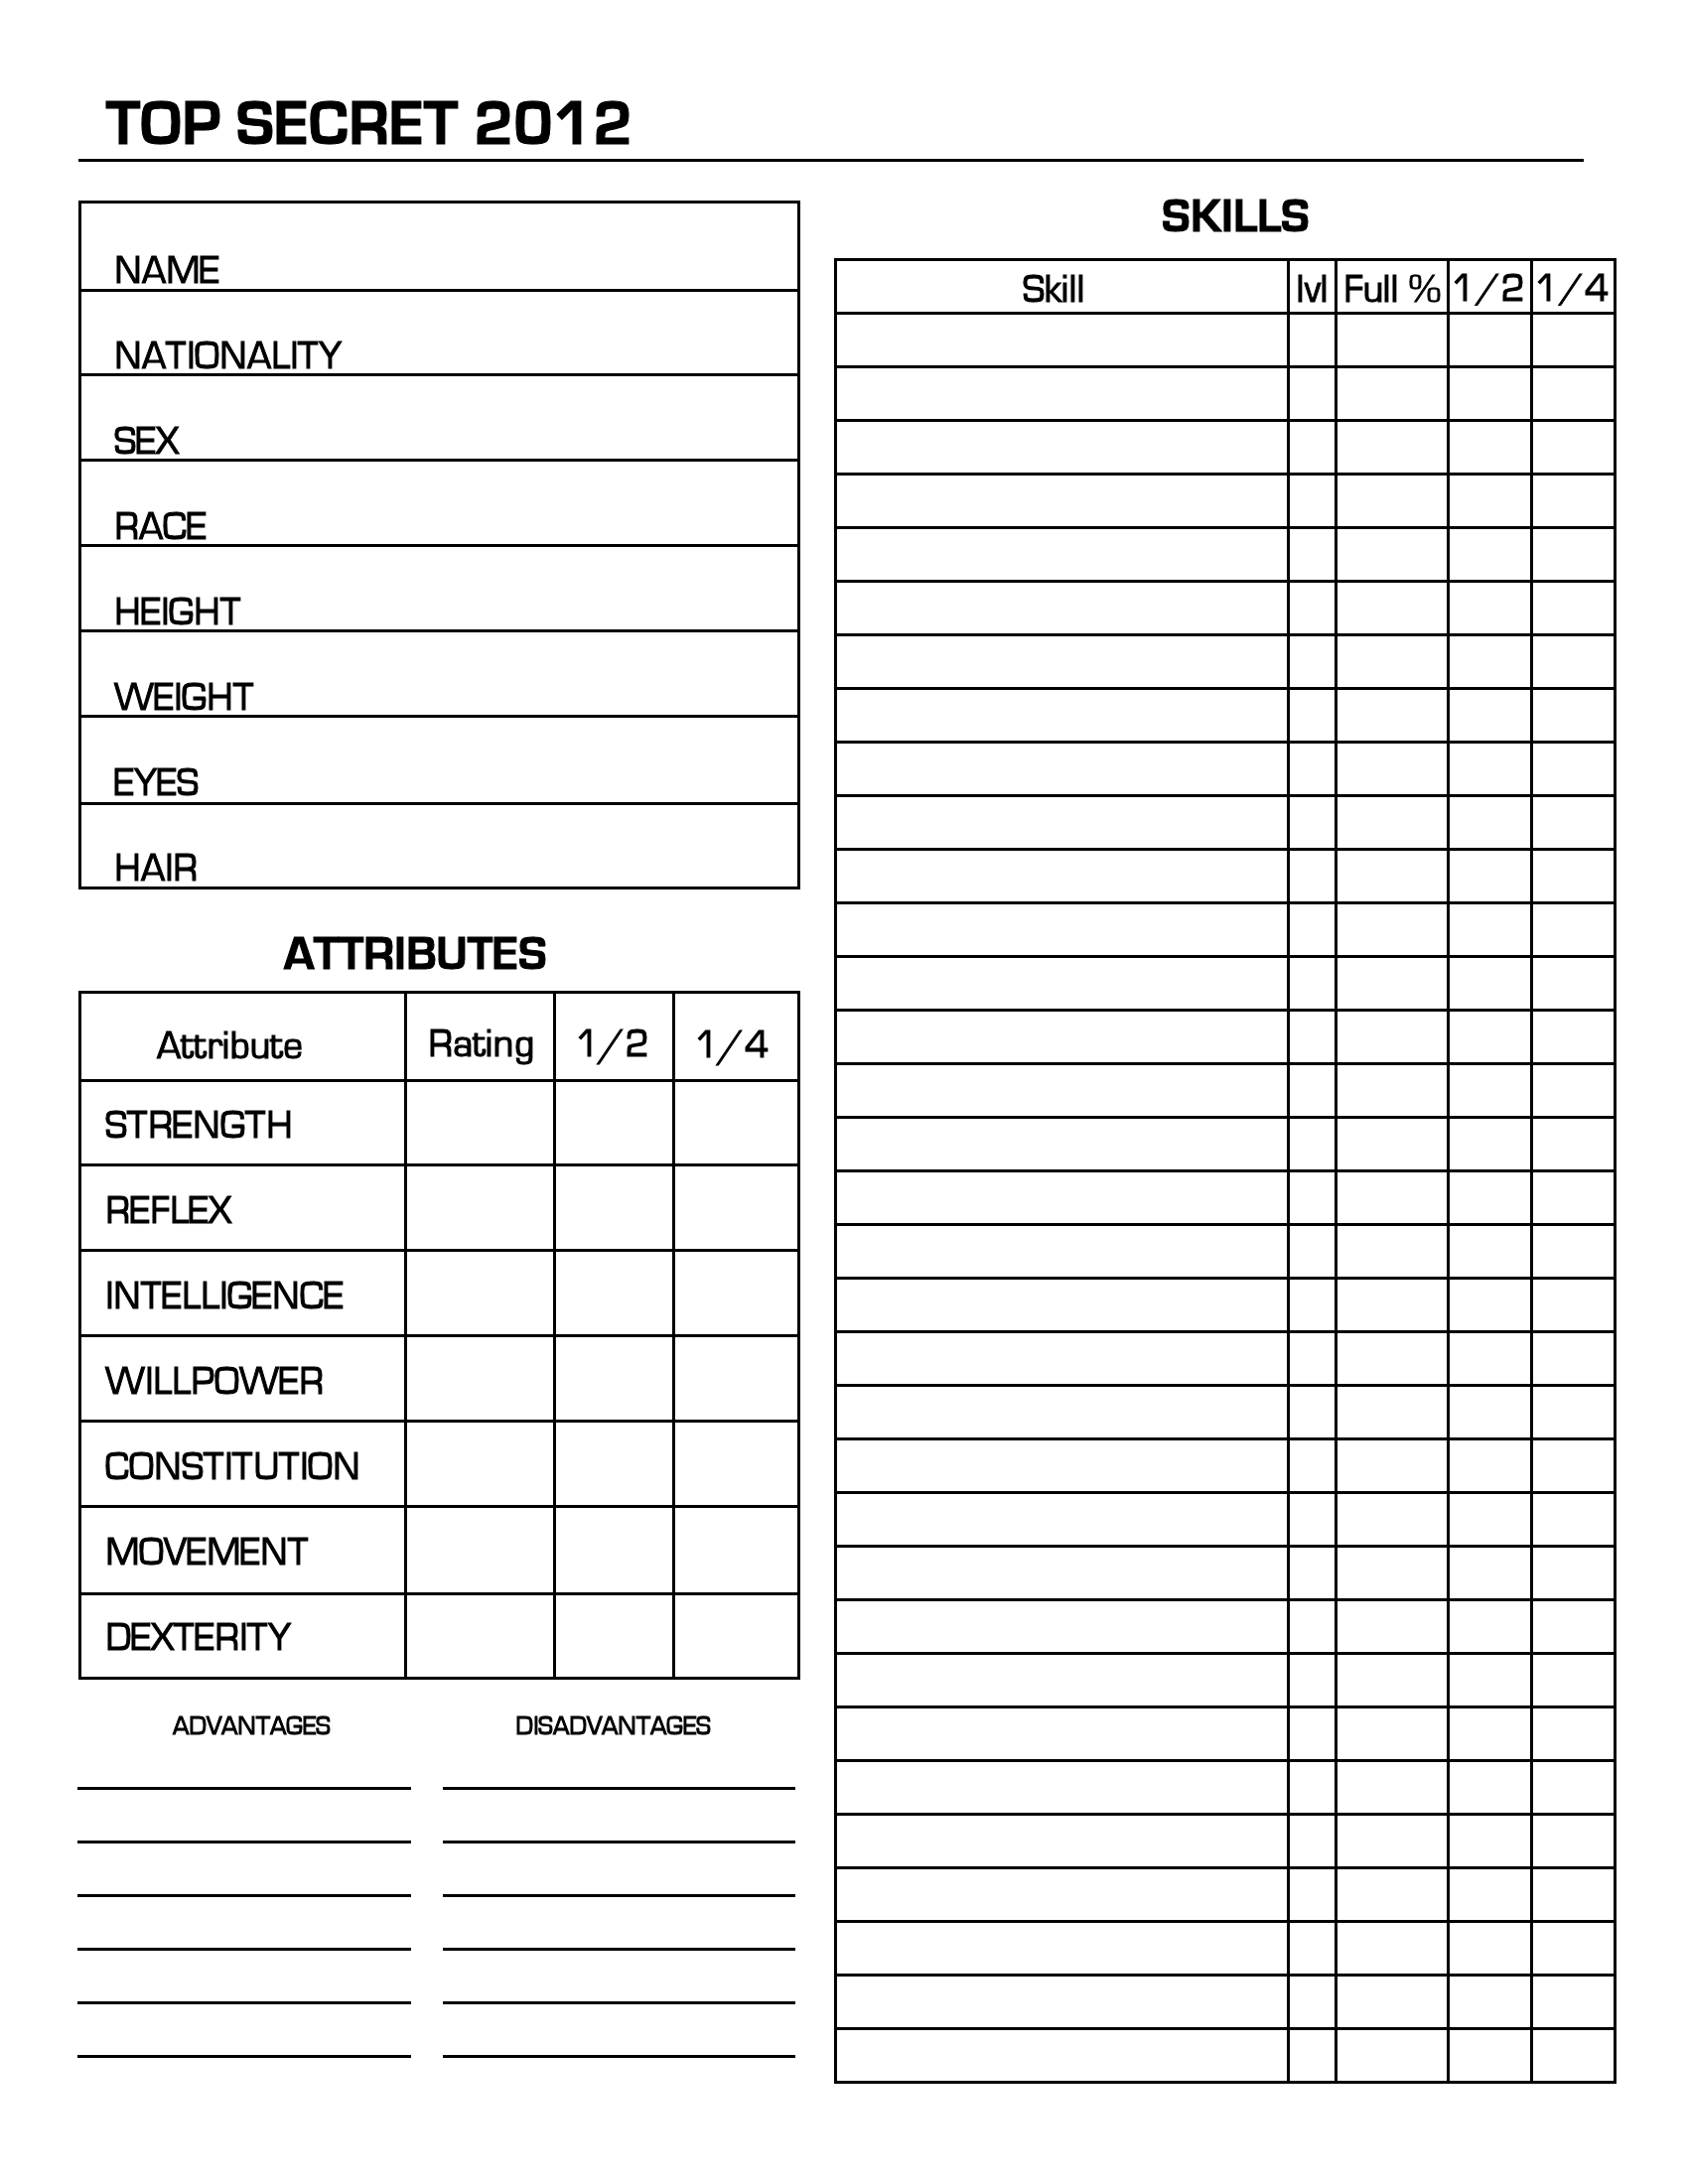 TOP SECRET 2012
NAME
NATIONALITY
SEX
RACE
HEIGHT
WEIGHT
EYES
HAIR
ATTRIBUTES
Attribute Rating 1/2 1/4
STRENGTH
REFLEX
INTELLIGENCE
WILLPOWER
CONSTITUTION
MOVEMENT
DEXTERITY
ADVANTAGES DISADVANTAGES
SKILLS
Skill lvl Full % 1/2 1/4